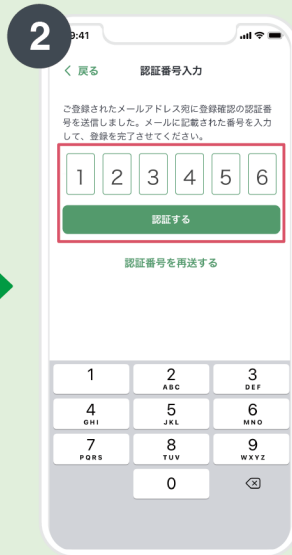 2
9:41
戻る
認証番号入力
ご登録されたメールアドレス宛に登録確認の認証番
号を送信しました。メールに記載された番号を入力
して、登録を完了させてください。
1 2 3 4 5 6
認証する
認証番号を再送する
1 2 3
ABC DEF
4 5 6
GHI JKL MNO
7 8 9
PQRS TUV WXYZ
0